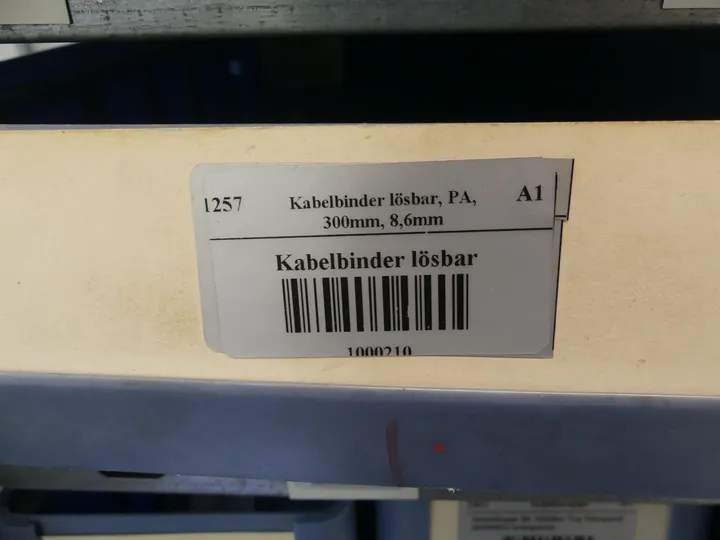 1257 Kabelbinder lösbar, PA, A1
300mm, 8,6mm
Kabelbinder lösbar
1000210